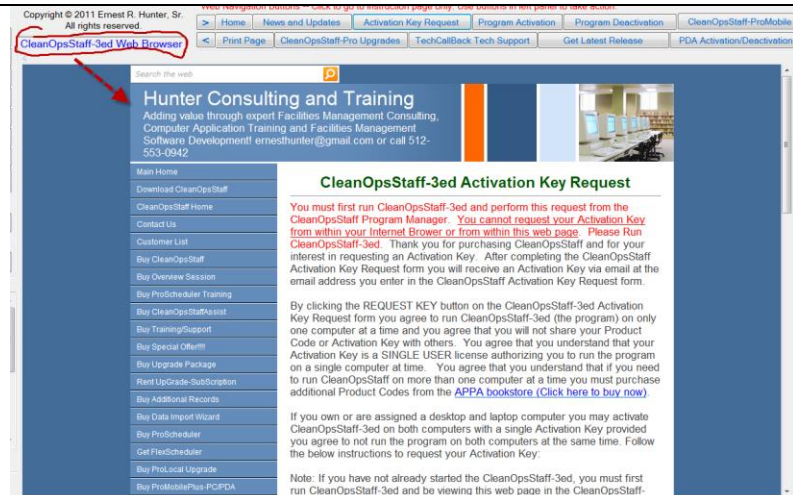 Web Navigation buttons -- Click to go to instruction page only. Use buttons in left panel to take action.
Copyright © 2011 Ernest
R. Hunter, Sr.
All rights reserved.
CleanOpsStaff-3ed Web Browser
> Home News and Updates Activation Key Request Program Activation Program Deactivation CleanOpsStaff-ProMobile
< Print Page CleanOpsStaff-Pro Upgrades TechCallBack Tech Support Get Latest Release PDA Activation/Deactivation
Search the web
Hunter Consulting and Training
Adding value through expert Facilities Management Consulting,
Computer Application Training and Facilities Management
Software Development! ernesthunter@gmail.com or call 512-
553-0942
Main Home
Download CleanOpsStaff
CleanOpsStaff Home
Contact Us
Customer List
Buy CleanOpsStaff
Buy Overview Session
Buy ProScheduler Training
Buy CleanOpsStaffAssist
Buy Training/Support
Buy Special Offer!!!!
Buy Upgrade Package
Rent UpGrade-SubScription
Buy Additional Records
Buy Data Import Wizard
Buy ProScheduler
Get FlexScheduler
Buy ProLocal Upgrade
Buy ProMobilePlus-PC/PDA
CleanOpsStaff-3ed Activation Key Request
You must first run CleanOpsStaff-3ed and perform this request from the
CleanOpsStaff Program Manager. You cannot request your Activation Key
from within your Internet Brower or from within this web page. Please Run
CleanOpsStaff-3ed. Thank you for purchasing CleanOpsStaff and for your
interest in requesting an Activation Key. After completing the CleanOpsStaff
Activation Key Request form you will receive an Activation Key via email at the
email address you enter in the CleanOpsStaff Activation Key Request form.
By clicking the REQUEST KEY button on the CleanOpsStaff-3ed Activation
Key Request form you agree to run CleanOpsStaff-3ed (the program) on only
one computer at a time and you agree that you will not share your Product
Code or Activation Key with others. You agree that you understand that your
Activation Key is a SINGLE USER license authorizing you to run the program
on a single computer at time. You agree that you understand that if you need
to run CleanOpsStaff on more than one computer at a time you must purchase
additional Product Codes from the APPA bookstore (Click here to buy now).
If you own or are assigned a desktop and laptop computer you may activate
CleanOpsStaff-3ed on both computers with a single Activation Key provided
you agree to not run the program on both computers at the same time. Follow
the below instructions to request your Activation Key:
Note: If you have not already started the CleanOpsStaff-3ed, you must first
run CleanOpsStaff-3ed and be viewing this web page in the CleanOpsStaff-